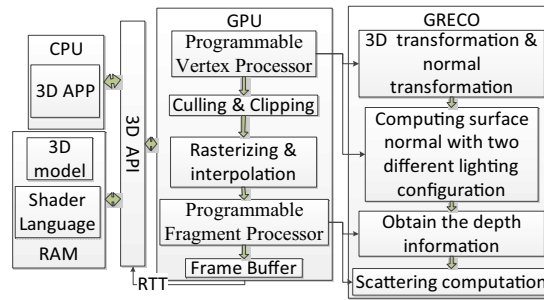 CPU
3D APP
3D
model
Shader
Language
RAM
3D API
GPU
Programmable
Vertex Processor
Culling & Clipping
Rasterizing &
interpolation
Programmable
Fragment Processor
Frame Buffer
RTT
GRECO
3D transformation &
normal
transformation
Computing surface
normal with two
different lighting
configuration
Obtain the depth
information
Scattering computation